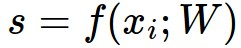 s = f(x_i; W)